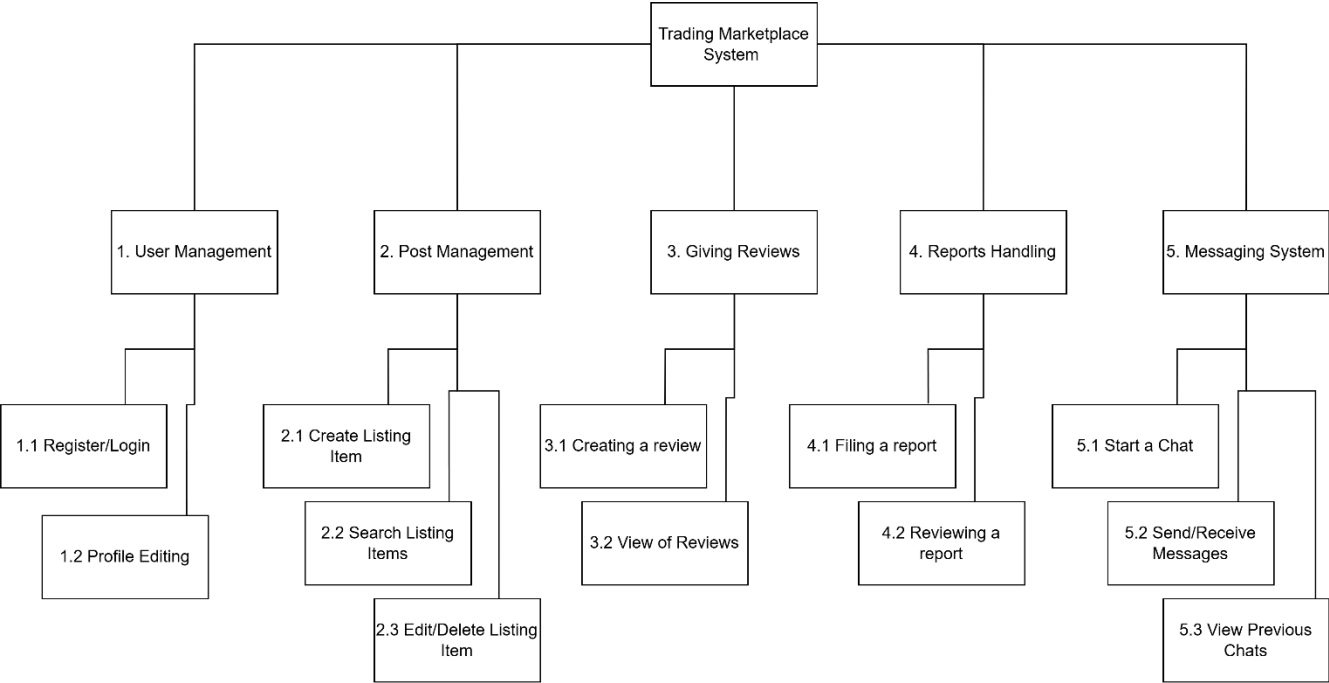 Trading Marketplace
System
1. User Management
2. Post Management
3. Giving Reviews
4. Reports Handling
5. Messaging System
1.1 Register/Login
2.1 Create Listing
Item
3.1 Creating a review
4.1 Filing a report
5.1 Start a Chat
1.2 Profile Editing
2.2 Search Listing
Items
3.2 View of Reviews
4.2 Reviewing a
report
5.2 Send/Receive
Messages
2.3 Edit/Delete Listing
Item
5.3 View Previous
Chats